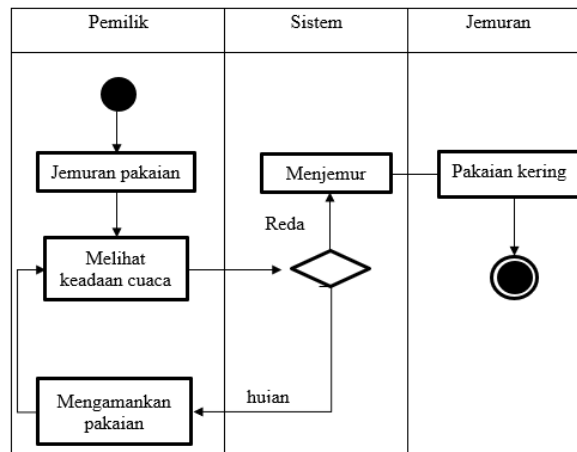 Pemilik
Sistem
Jemuran
Jemuran pakaian
Menjemur
Pakaian kering
Reda
Melihat
keadaan cuaca
huian
Mengamankan
pakaian